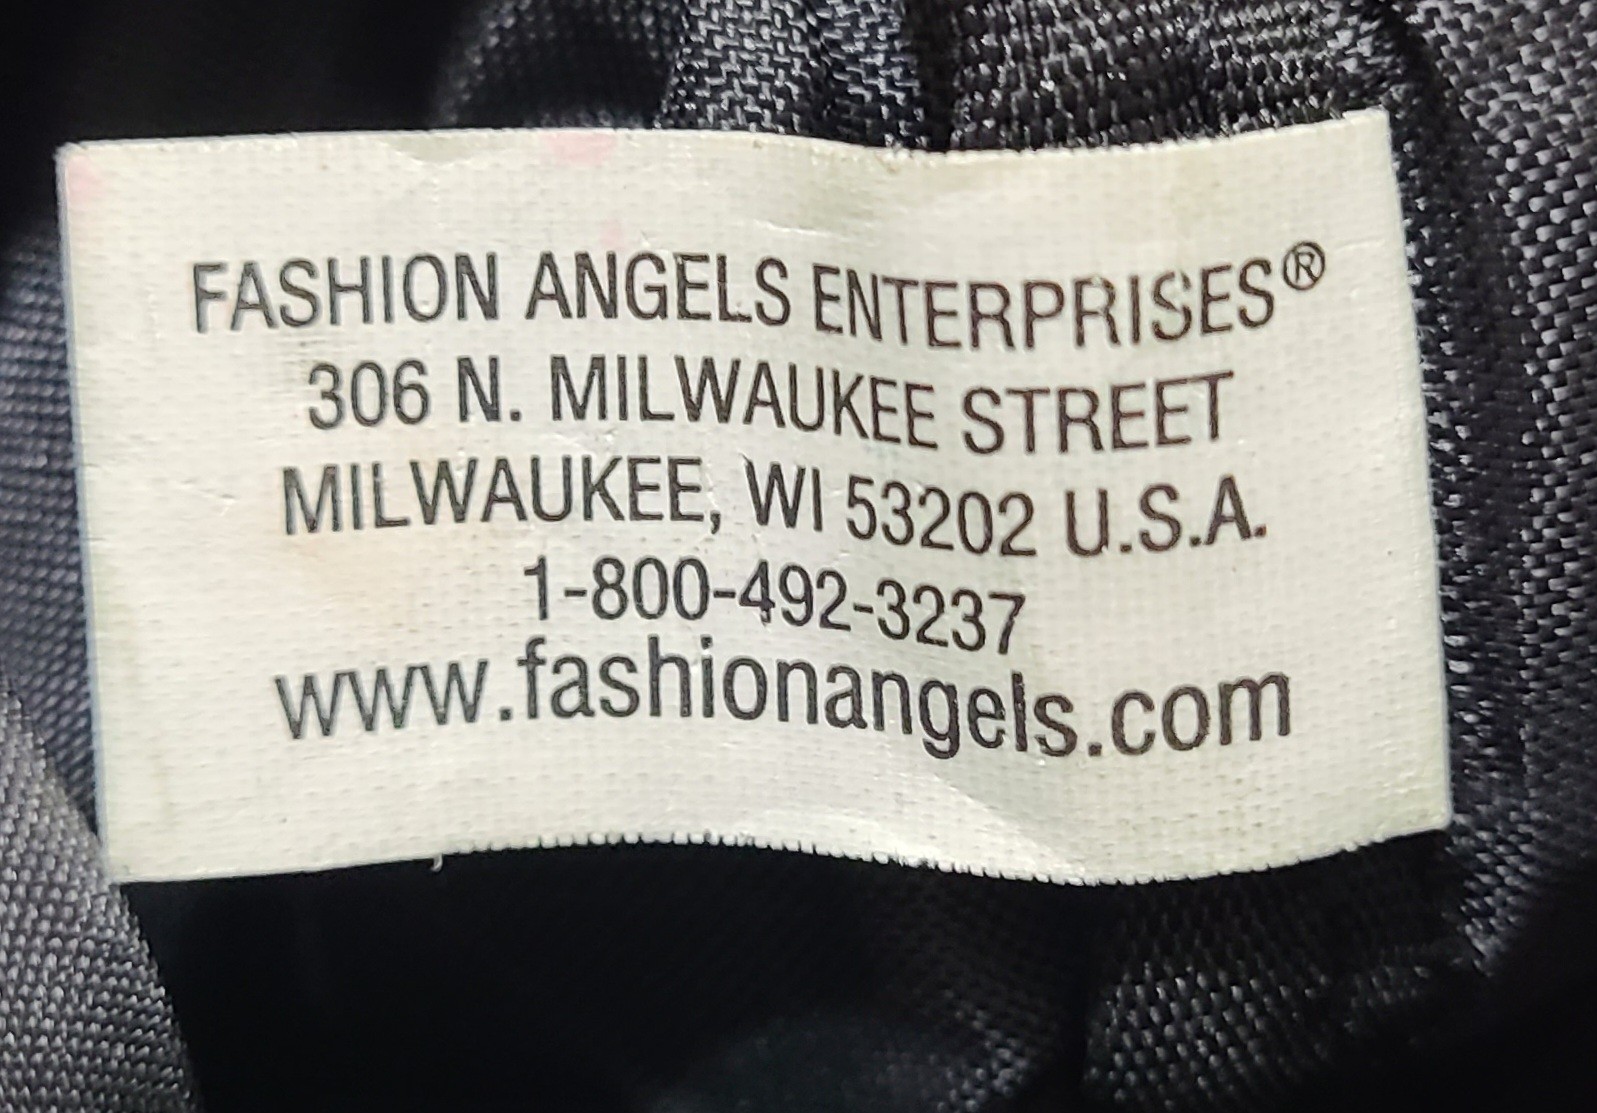 FASHION ANGELS ENTERPRISES®
306 N. MILWAUKEE STREET
MILWAUKEE, WI 53202 U.S.A.
1-800-492-3237
www.fashionangels.com